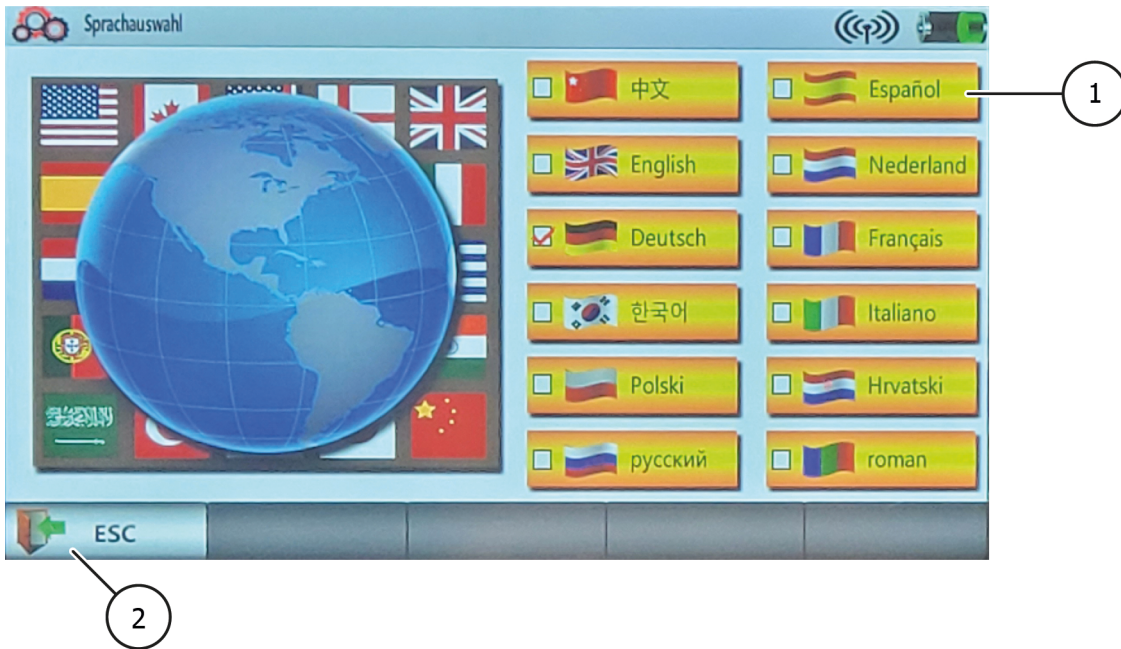 Sprachauswahl
中文
Español
1
English
Nederland
Deutsch
Français
한국어
Italiano
Polski
Hrvatski
русский
roman
ESC
2